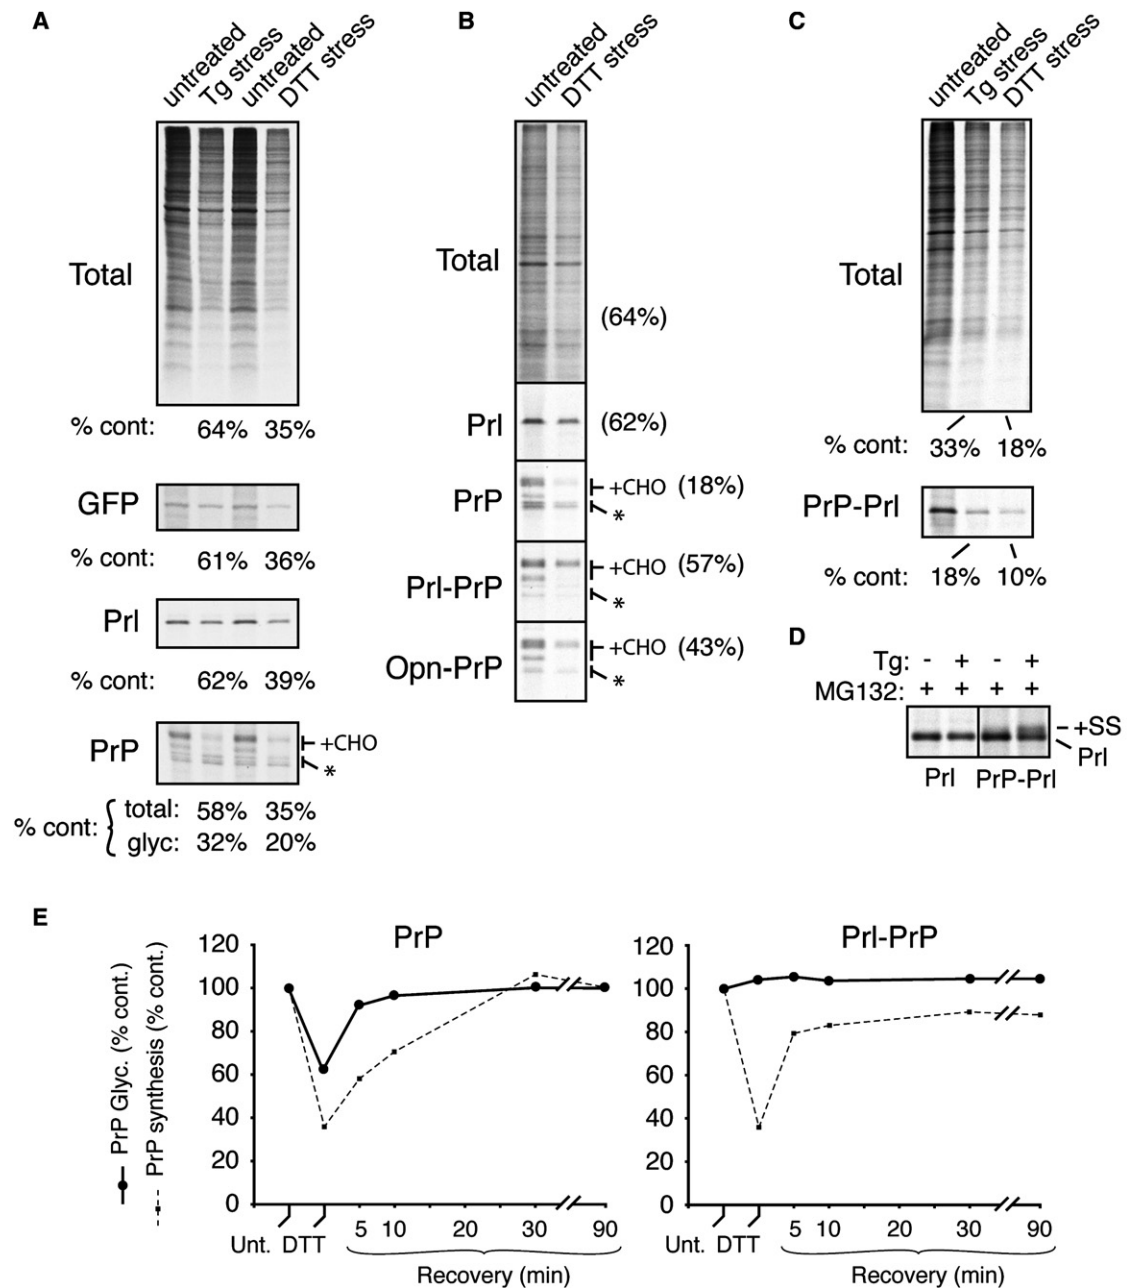 A
untreated
Tg stress
untreated
DTT stress
Total
% cont: 64% 35%
GFP
% cont: 61% 36%
Prl
% cont: 62% 39%
PrP
+CHO
*
% cont: { total: 58% 35%
glyc: 32% 20%
B
untreated
DTT stress
Total
(64%)
Prl
(62%)
PrP
+CHO (18%)
*
Prl-PrP
+CHO (57%)
*
Opn-PrP
+CHO (43%)
*
C
untreated
Tg stress
DTT stress
Total
% cont: 33% 18%
PrP-Prl
% cont: 18% 10%
D
Tg: - + - +
MG132: + + + +
+SS
Prl
Prl PrP-Prl
E
PrP Glyc. (% cont.)
PrP synthesis (% cont.)
PrP
120
100
80
60
40
20
0
Unt. DTT 5 10 20 30 90
Recovery (min)
Prl-PrP
120
100
80
60
40
20
0
Unt. DTT 5 10 20 30 90
Recovery (min)